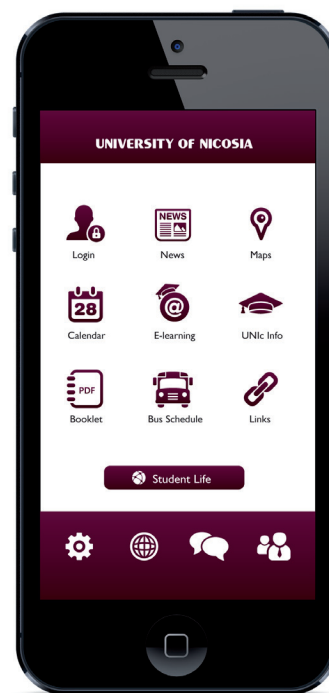 UNIVERSITY OF NICOSIA
NEWS
Login
News
Maps
28
@
Calendar
E-learning
UNIc Info
PDF
Booklet
Bus Schedule
Links
Student Life